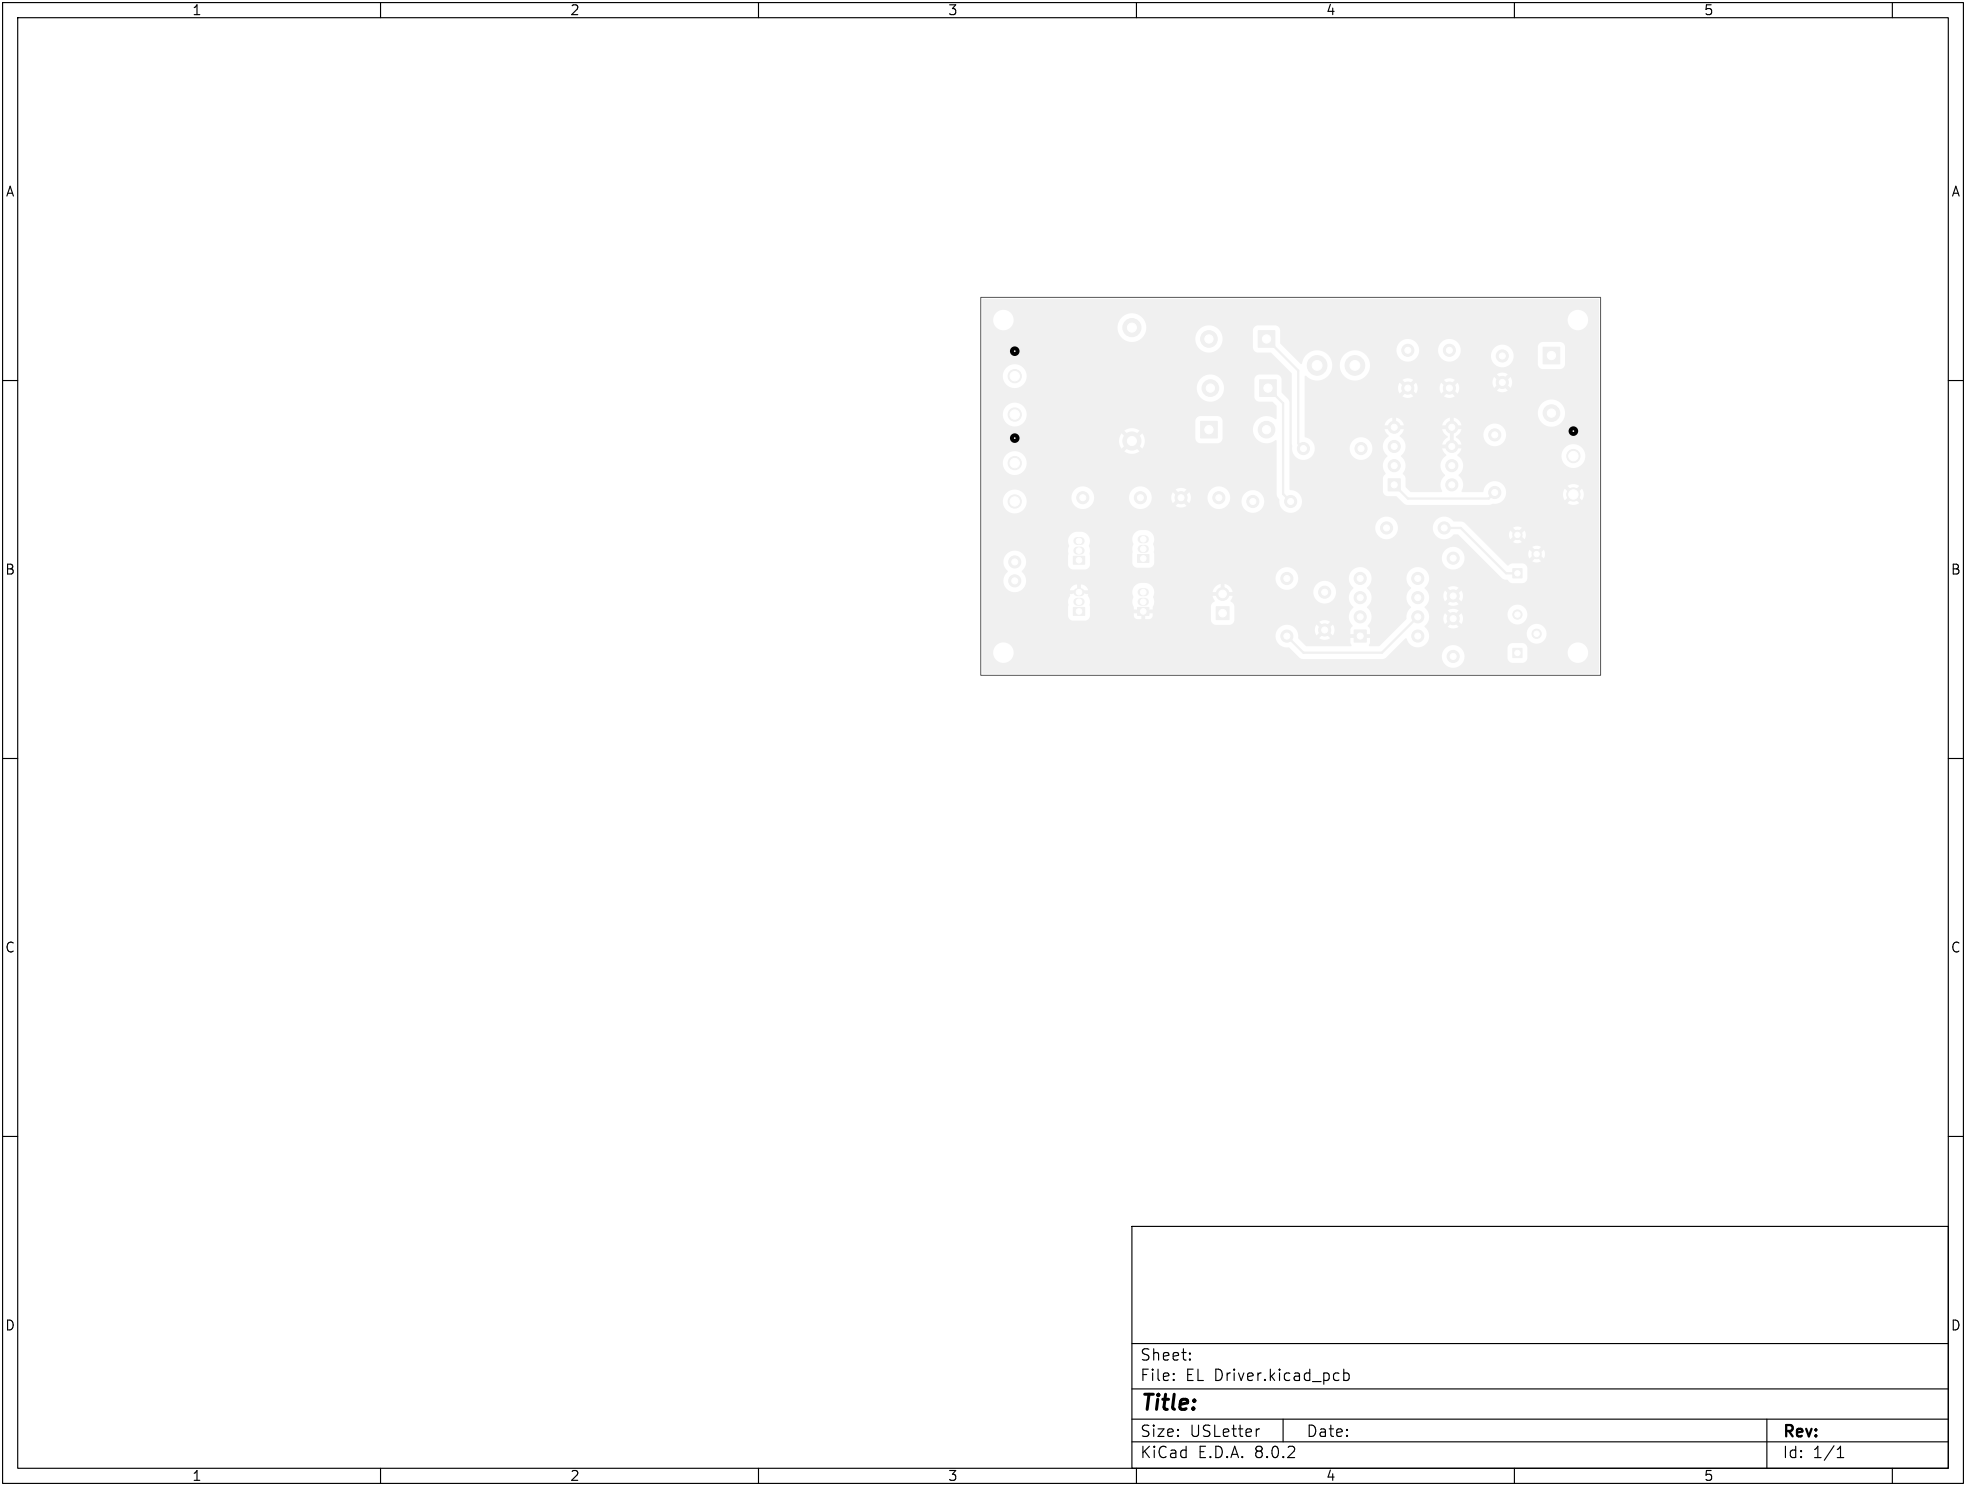 1 2 3 4 5
A A
B B
C C
D D
Sheet:
File: EL Driver.kicad_pcb
Title:
Size: USLetter Date: Rev:
KiCad E.D.A. 8.0.2 Id: 1/1
1 2 3 4 5